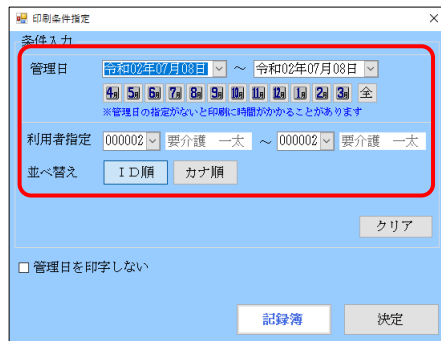 印刷条件指定
条件入力
管理日 令和02年07月08日 ～ 令和02年07月08日
4月 5月 6月 7月 8月 9月 10月 11月 12月 1月 2月 3月 全
※管理日の指定がないと印刷に時間がかかることがあります
利用者指定 000002 要介護 一太 ～ 000002 要介護 一太
並べ替え ＩＤ順 カナ順
クリア
管理日を印字しない
記録簿 決定